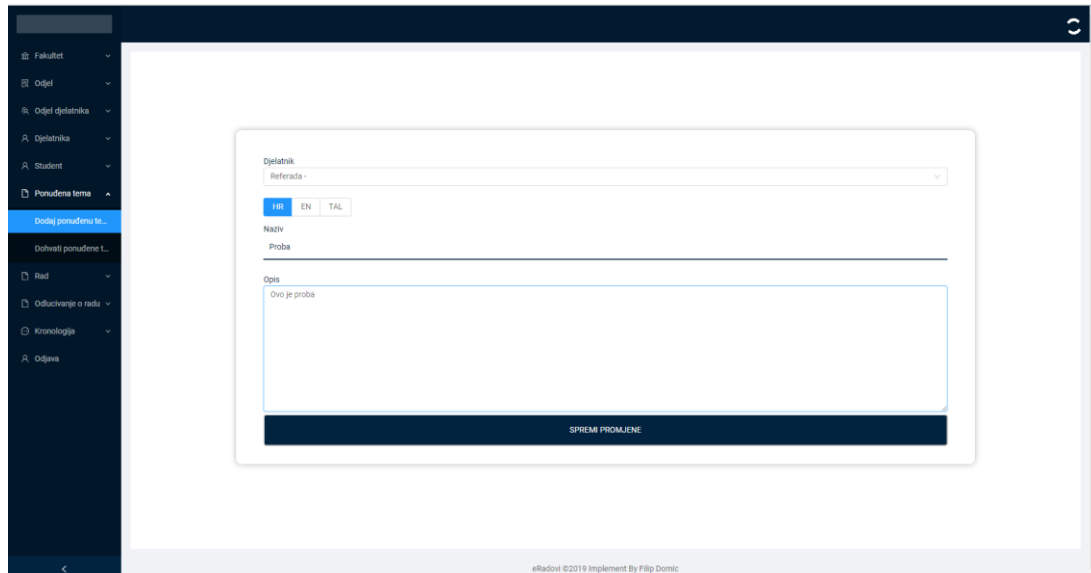 Fakultet
Odjel
Odjel djelatnika
Djelatnika
Student
Ponuđena tema
Dodaj ponuđenu te...
Dohvati ponuđene t...
Rad
Odlucivanje o radu
Kronologija
Odjava
Djelatnik
Referada -
HR EN TAL
Naziv
Proba
Opis
Ovo je proba
SPREMI PROMJENE
eRadovi ©2019 Implement By Filip Domic